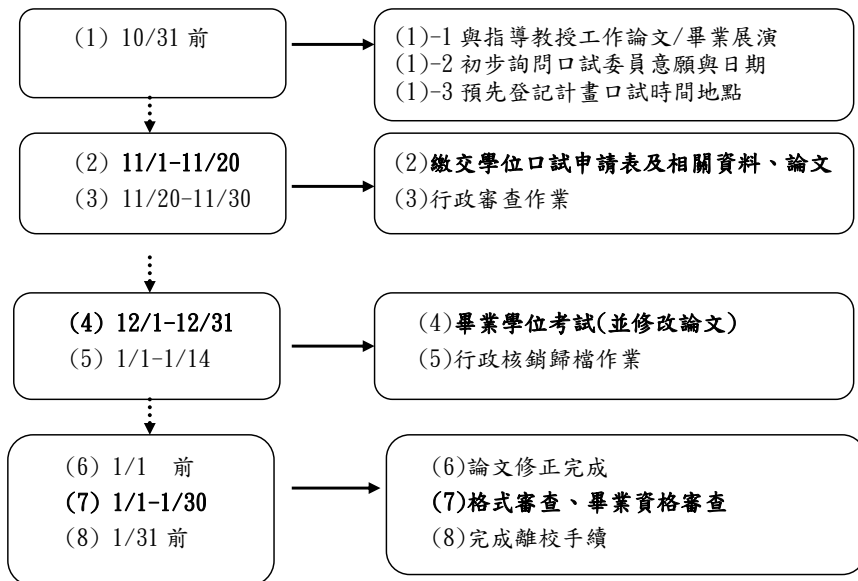 (1) 10/31 前
(1)-1 與指導教授工作論文/畢業展演
(1)-2 初步詢問口試委員意願與日期
(1)-3 預先登記計畫口試時間地點
(2) 11/1-11/20
(3) 11/20-11/30
(2)繳交學位口試申請表及相關資料、論文
(3)行政審查作業
(4) 12/1-12/31
(5) 1/1-1/14
(4)畢業學位考試(並修改論文)
(5)行政核銷歸檔作業
(6) 1/1 前
(7) 1/1-1/30
(8) 1/31 前
(6)論文修正完成
(7)格式審查、畢業資格審查
(8)完成離校手續